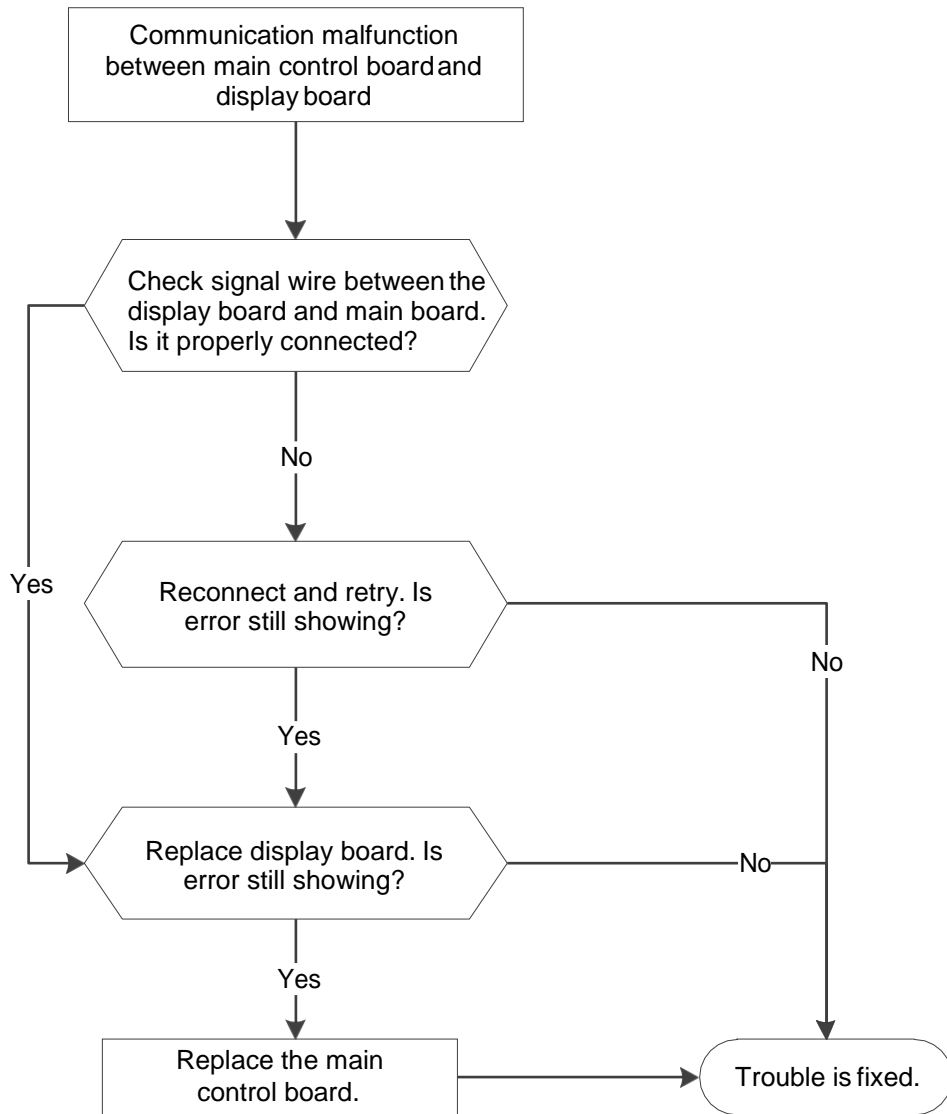 Communication malfunction
between main control board and
display board
Check signal wire between the
display board and main board.
Is it properly connected?
No
Yes
Reconnect and retry. Is
error still showing?
No
Yes
Replace display board. Is
error still showing?
No
Yes
Replace the main
control board.
Trouble is fixed.